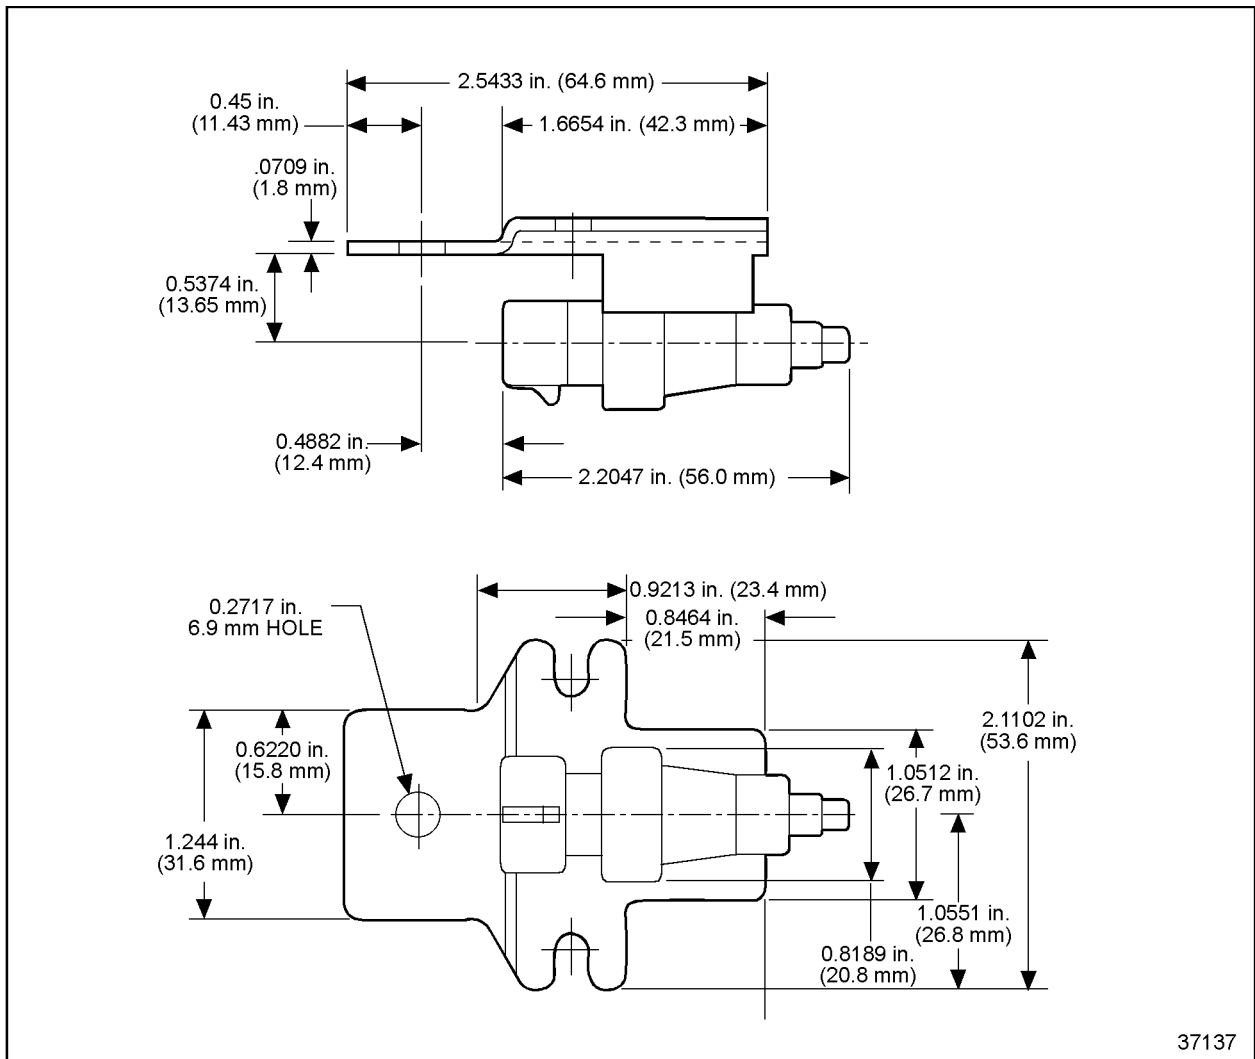 2.5433 in. (64.6 mm)
0.45 in.
(11.43 mm)
1.6654 in. (42.3 mm)
.0709 in.
(1.8 mm)
0.5374 in.
(13.65 mm)
0.4882 in.
(12.4 mm)
2.2047 in. (56.0 mm)
0.9213 in. (23.4 mm)
0.2717 in.
6.9 mm HOLE
0.8464 in.
(21.5 mm)
2.1102 in.
(53.6 mm)
0.6220 in.
(15.8 mm)
1.0512 in.
(26.7 mm)
1.244 in.
(31.6 mm)
1.0551 in.
(26.8 mm)
0.8189 in.
(20.8 mm)
37137